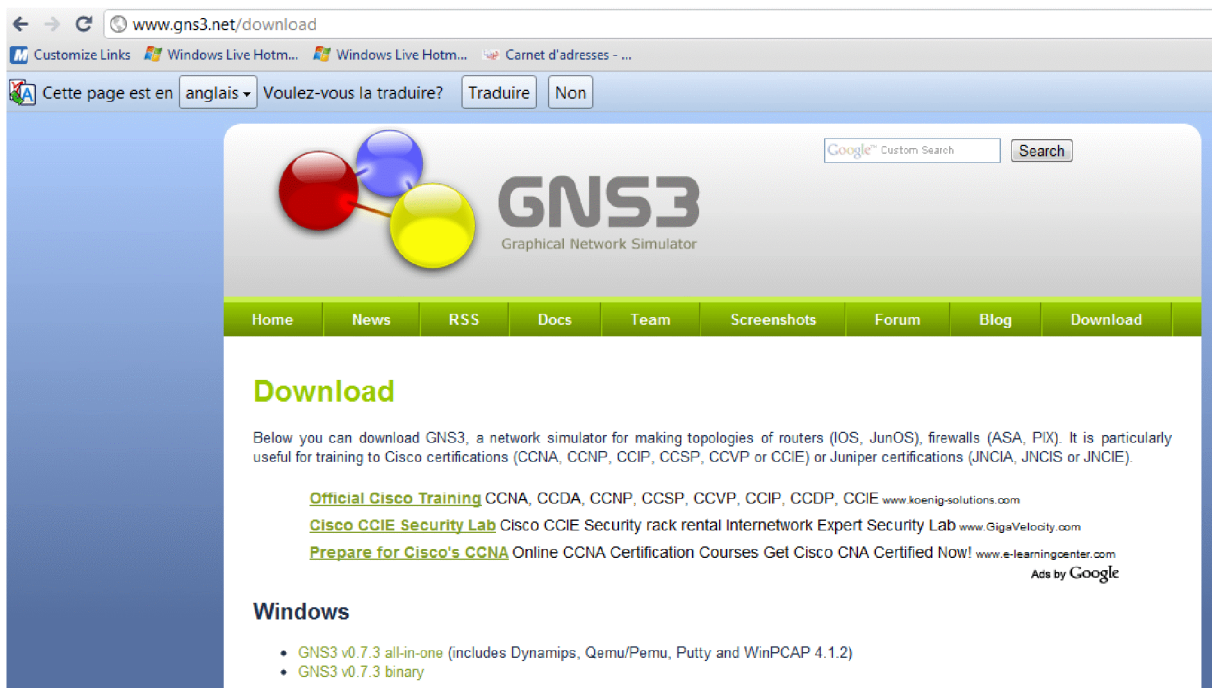 www.gns3.net/download
Customize Links Windows Live Hotm... Windows Live Hotm... Carnet d'adresses - ...
Cette page est en anglais Voulez-vous la traduire? Traduire Non
Google™ Custom Search Search
GNS3
Graphical Network Simulator
Home News RSS Docs Team Screenshots Forum Blog Download
Download
Below you can download GNS3, a network simulator for making topologies of routers (IOS, JunOS), firewalls (ASA, PIX). It is particularly
useful for training to Cisco certifications (CCNA, CCNP, CCIP, CCSP, CCVP or CCIE) or Juniper certifications (JNCIA, JNCIS or JNCIE).
Official Cisco Training CCNA, CCDA, CCNP, CCSP, CCVP, CCIP, CCDP, CCIE www.koenig-solutions.com
Cisco CCIE Security Lab Cisco CCIE Security rack rental Internetwork Expert Security Lab www.GigaVelocity.com
Prepare for Cisco's CCNA Online CCNA Certification Courses Get Cisco CNA Certified Now! www.e-learningcenter.com
Ads by Google
Windows
• GNS3 v0.7.3 all-in-one (includes Dynamips, Qemu/Pemu, Putty and WinPCAP 4.1.2)
• GNS3 v0.7.3 binary